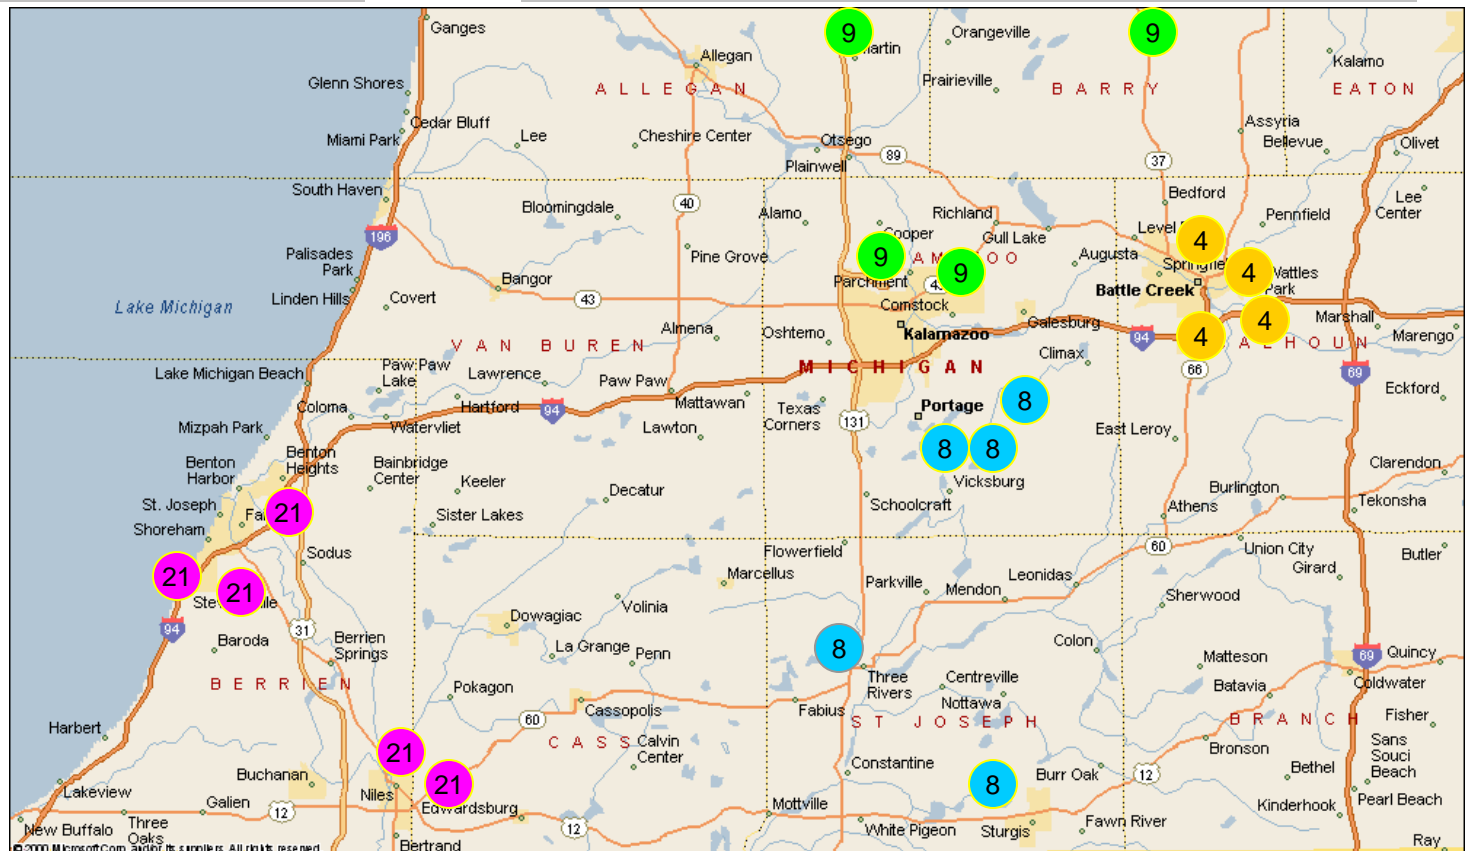 Ganges
9
9
Orangeville
Allegan
Kalamo
Glenn Shores
ALLEGAN
Prairieville
BARRY
EATON
Cedar Bluff
Miami Park
Lee
Cheshire Center
Otsego
Assyria
Bellevue
Olivet
Plainwell
89
37
South Haven
Bedford
Lee
Center
40
Bloomingdale
Alamo
Richland
Pennfield
196
Cooper
Gull Lake
4
Palisades
Park
Pine Grove
9
9
Augusta
4
Wattles
Park
Bangor
Parchment
Linden Hills
Covert
43
Comstock
Battle Creek
Lake Michigan
Almena
Oshtemo
Kalamazoo
Galesburg
94
4
4
Marshall
Marengo
VAN BUREN
Climax
MICHIGAN
66
69
Lake Michigan Beach
Paw Paw
Lake
Lawrence
Paw Paw
Mattawan
Texas
Corners
Portage
8
Eckford
Coloma
Hartford
94
131
Mizpah Park
Watervliet
Lawton
East Leroy
Benton
Heights
Benton
Harbor
Bainbridge
Center
8
8
Clarendon
Keeler
Decatur
Vicksburg
Burlington
St. Joseph
21
Sister Lakes
Schoolcraft
Athens
Tekonsha
Shoreham
Sodus
Flowerfield
60
Union City
Butler
Girard
21
21
Marcellus
Parkville
Mendon
Leonidas
Sherwood
94
31
Dowagiac
Volinia
Baroda
Berrien
Springs
La Grange
Penn
8
Colon
Matteson
69
Quincy
BERRIEN
Pokagon
Three
Rivers
Centreville
Nottawa
Batavia
Coldwater
Harbert
60
Cassopolis
Fabius
ST JOSEPH
BRANCH
Fisher
21
CASS
Calvin
Center
Bronson
Sans
Souci
Beach
Buchanan
21
Constantine
8
Burr Oak
12
Bethel
Lakeview
Galien
12
Niles
Edwardsburg
Mottville
Kinderhook
Pearl Beach
New Buffalo
Three
Oaks
12
White Pigeon
Sturgis
Fawn River
Bertrand
Ray
© 2000 Microsoft Corp. and/or its suppliers. All rights reserved.